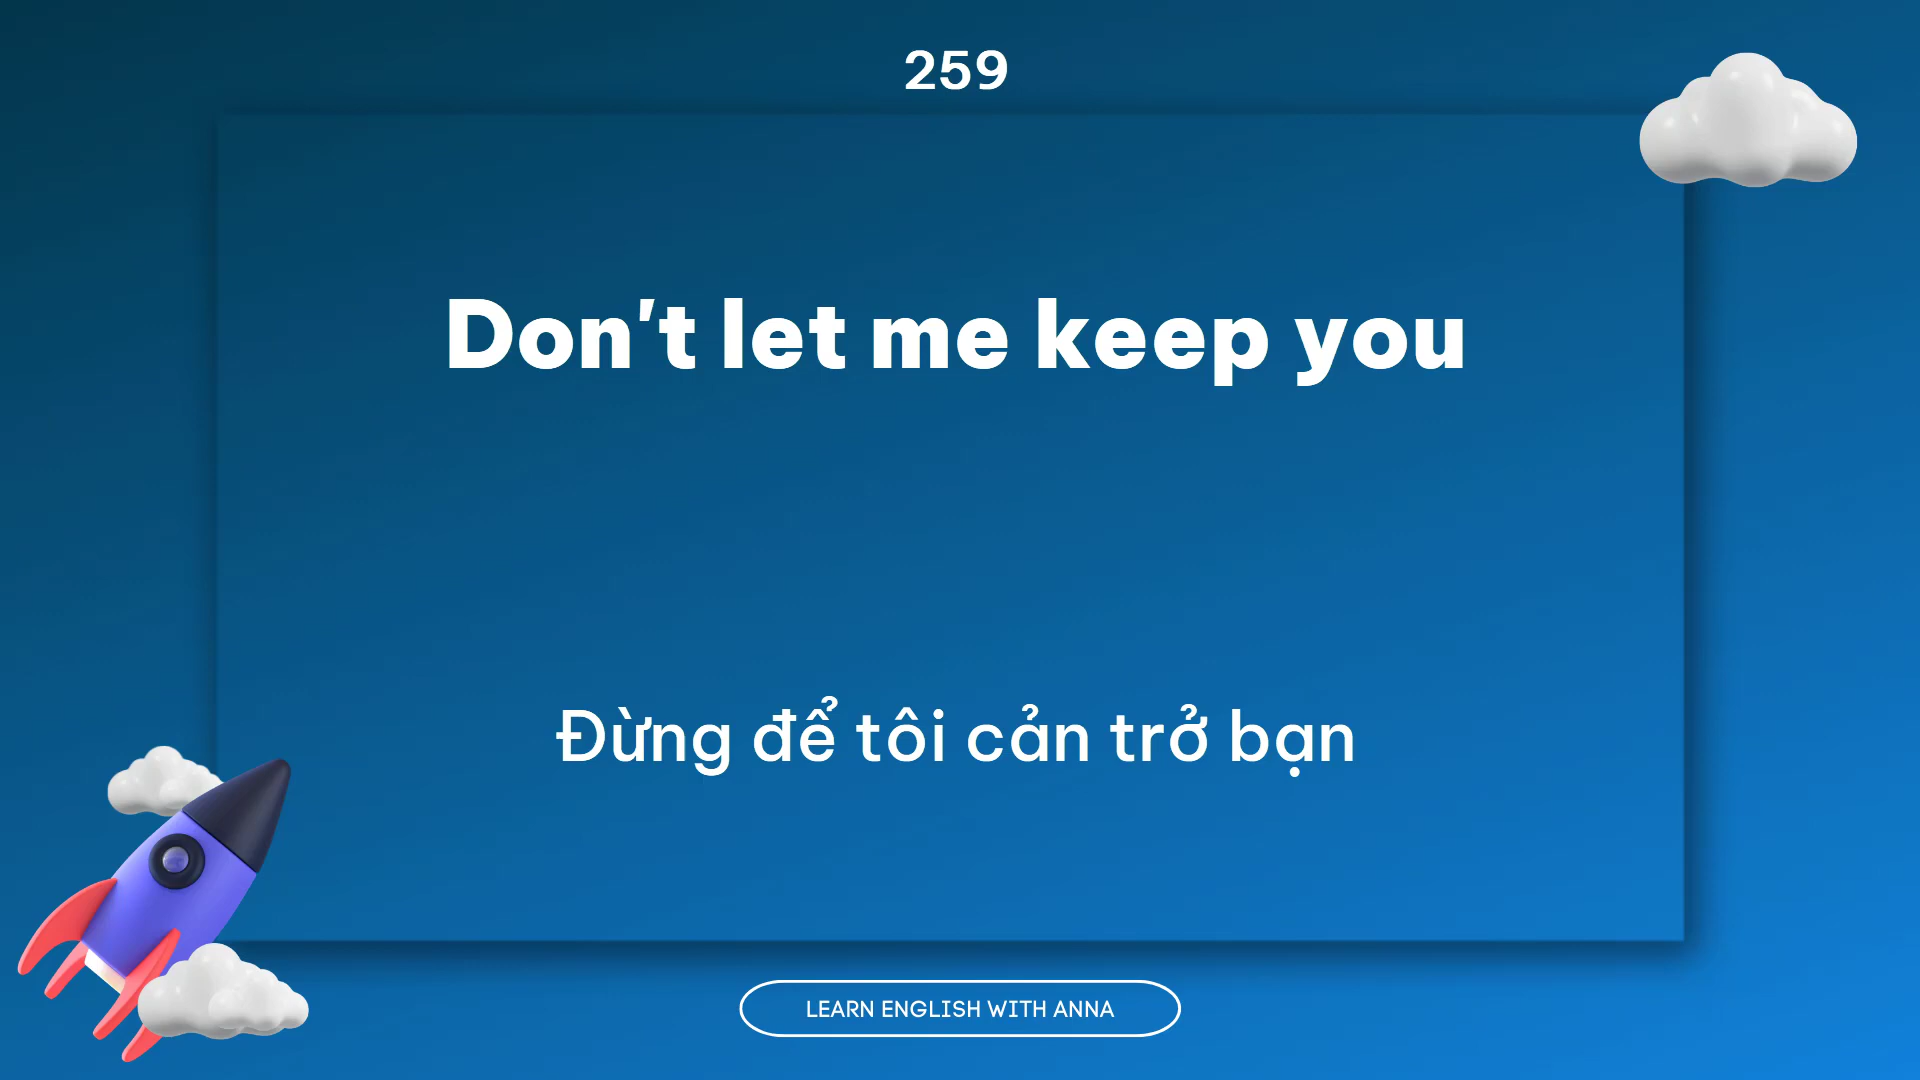 259
Don't let me keep you
Đừng để tôi cản trở bạn
LEARN ENGLISH WITH ANNA